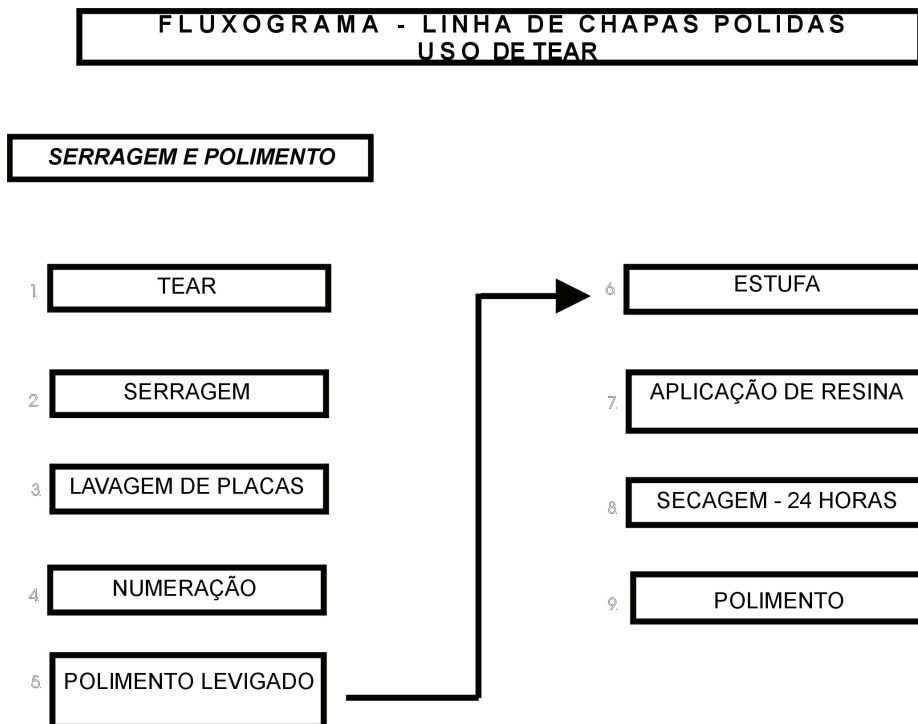 FLUXOGRAMA - LINHA DE CHAPAS POLIDAS
USO DE TEAR
SERRAGEM E POLIMENTO
1. TEAR
2. SERRAGEM
3. LAVAGEM DE PLACAS
4. NUMERAÇÃO
5. POLIMENTO LEVIGADO
6. ESTUFA
7. APLICAÇÃO DE RESINA
8. SECAGEM - 24 HORAS
9. POLIMENTO